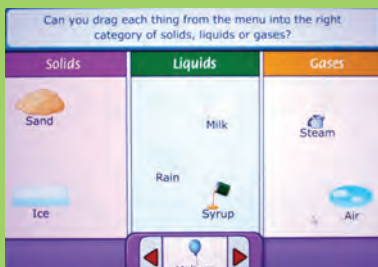 Can you drag each thing from the menu into the right
category of solids, liquids or gases?
Solids
Liquids
Gases
Sand
Milk
Steam
Rain
Ice
Syrup
Air